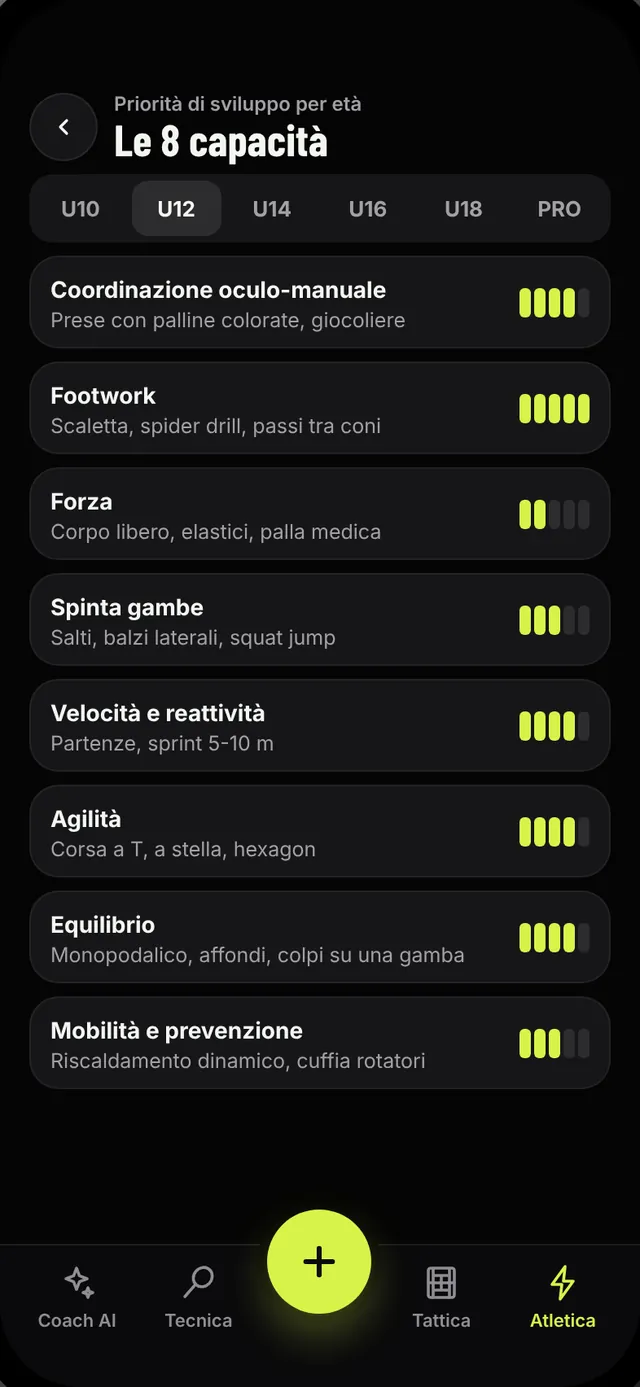 Priorità di sviluppo per età
Le 8 capacità
U10 U12 U14 U16 U18 PRO
Coordinazione oculo-manuale
Prese con palline colorate, giocoliere
Footwork
Scaletta, spider drill, passi tra coni
Forza
Corpo libero, elastici, palla medica
Spinta gambe
Salti, balzi laterali, squat jump
Velocità e reattività
Partenze, sprint 5-10 m
Agilità
Corsa a T, a stella, hexagon
Equilibrio
Monopodalico, affondi, colpi su una gamba
Mobilità e prevenzione
Riscaldamento dinamico, cuffia rotatori
Coach AI Tecnica Tattica Atletica